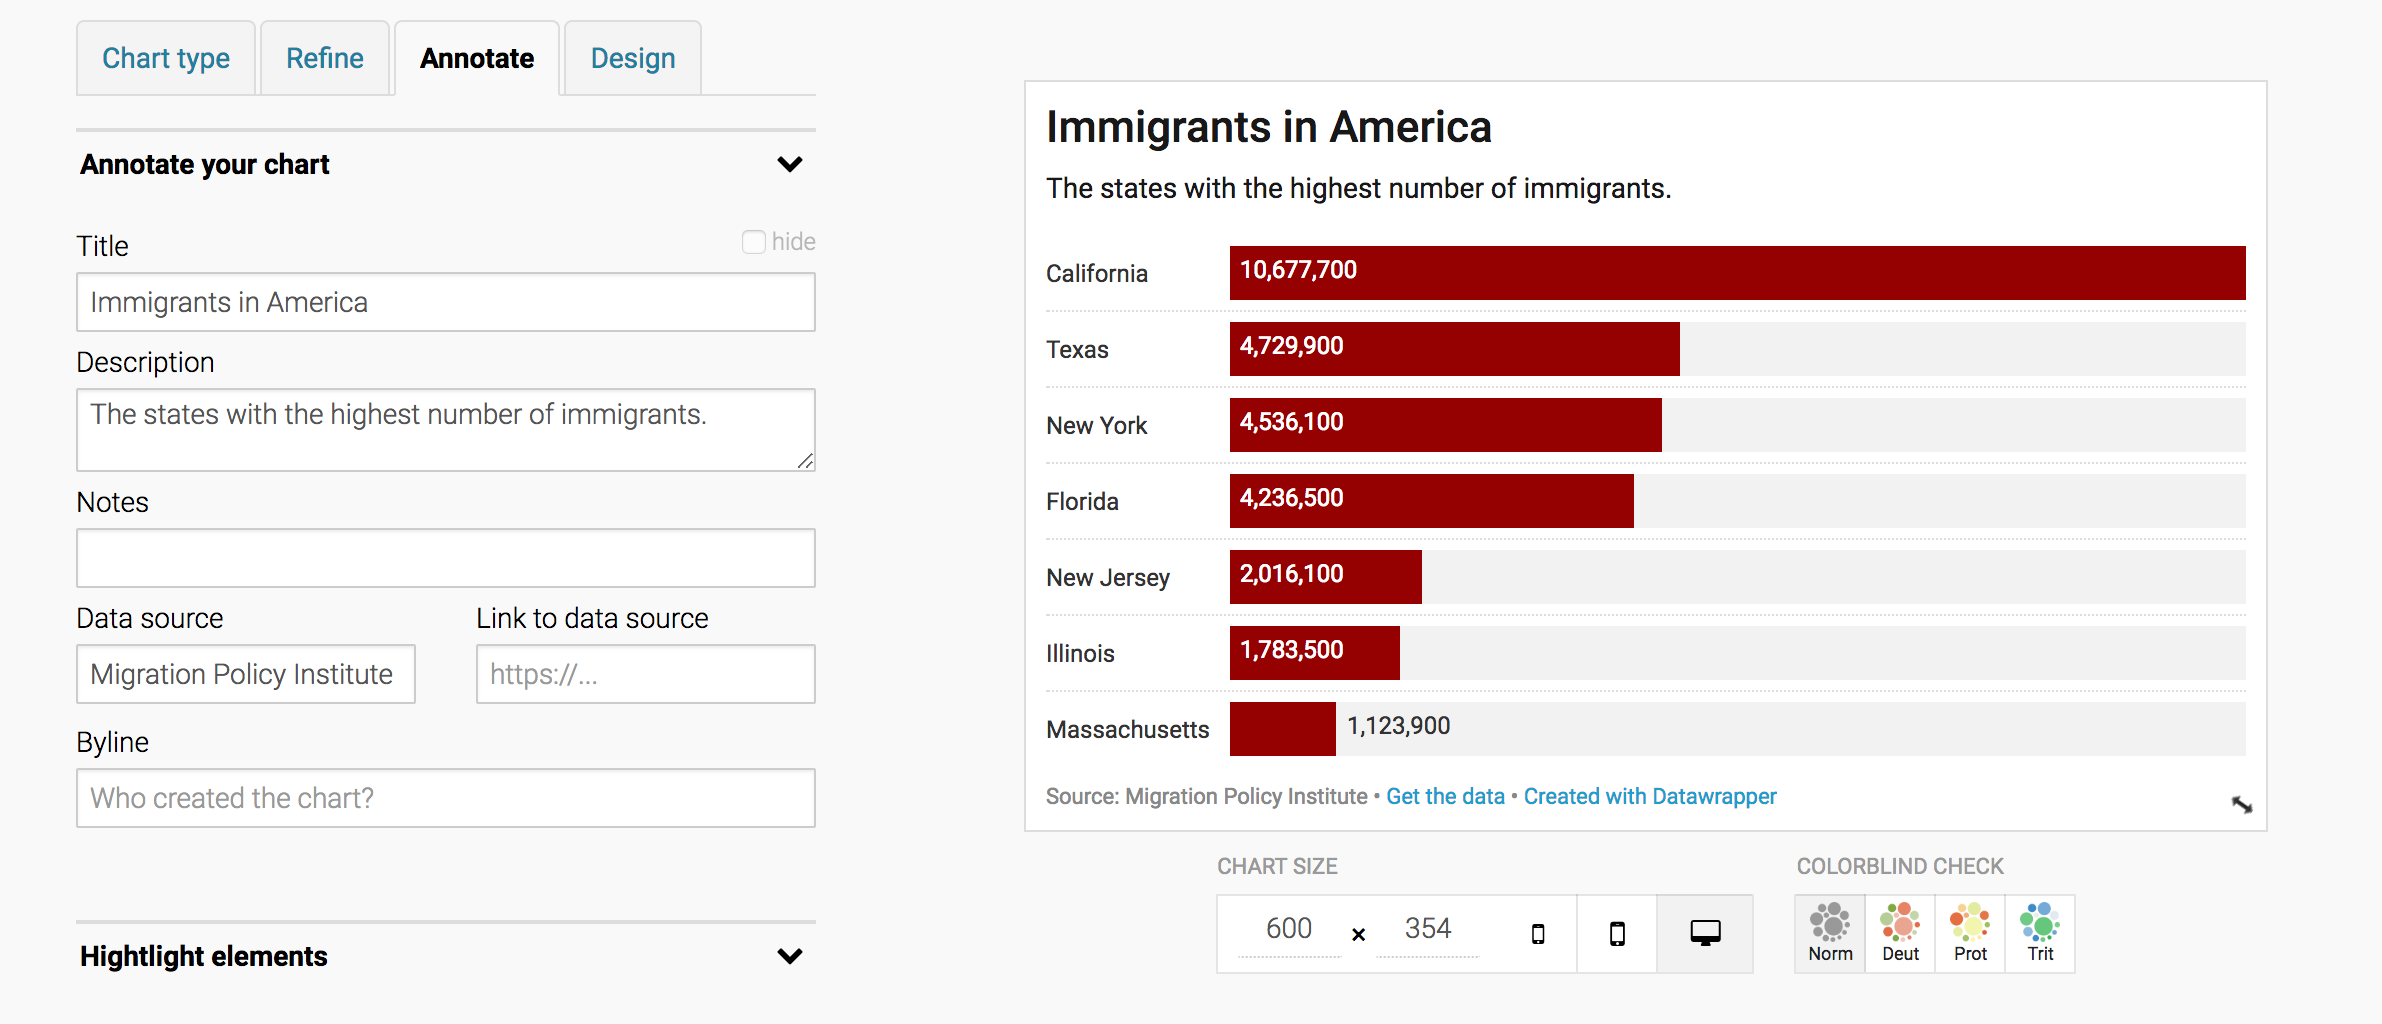 Chart type Refine Annotate Design
Annotate your chart
Title hide
Immigrants in America
Description
The states with the highest number of immigrants.
Notes
Data source Link to data source
Migration Policy Institute https://...
Byline
Who created the chart?
Hightlight elements
Immigrants in America
The states with the highest number of immigrants.
California 10,677,700
Texas 4,729,900
New York 4,536,100
Florida 4,236,500
New Jersey 2,016,100
Illinois 1,783,500
Massachusetts 1,123,900
Source: Migration Policy Institute • Get the data • Created with Datawrapper
CHART SIZE
600 × 354
COLORBLIND CHECK
Norm Deut Prot Trit